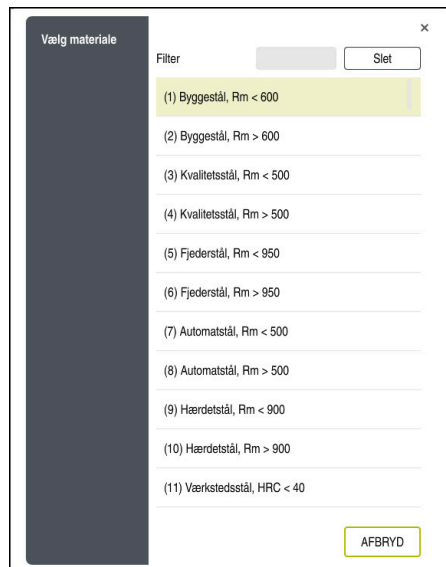 Vælg materiale
×
Filter
Slet
(1) Byggestål, Rm < 600
(2) Byggestål, Rm > 600
(3) Kvalitetsstål, Rm < 500
(4) Kvalitetsstål, Rm > 500
(5) Fjederstål, Rm < 950
(6) Fjederstål, Rm > 950
(7) Automatstål, Rm < 500
(8) Automatstål, Rm > 500
(9) Hærdetstål, Rm < 900
(10) Hærdetstål, Rm > 900
(11) Værkstedsstål, HRC < 40
AFBRYD